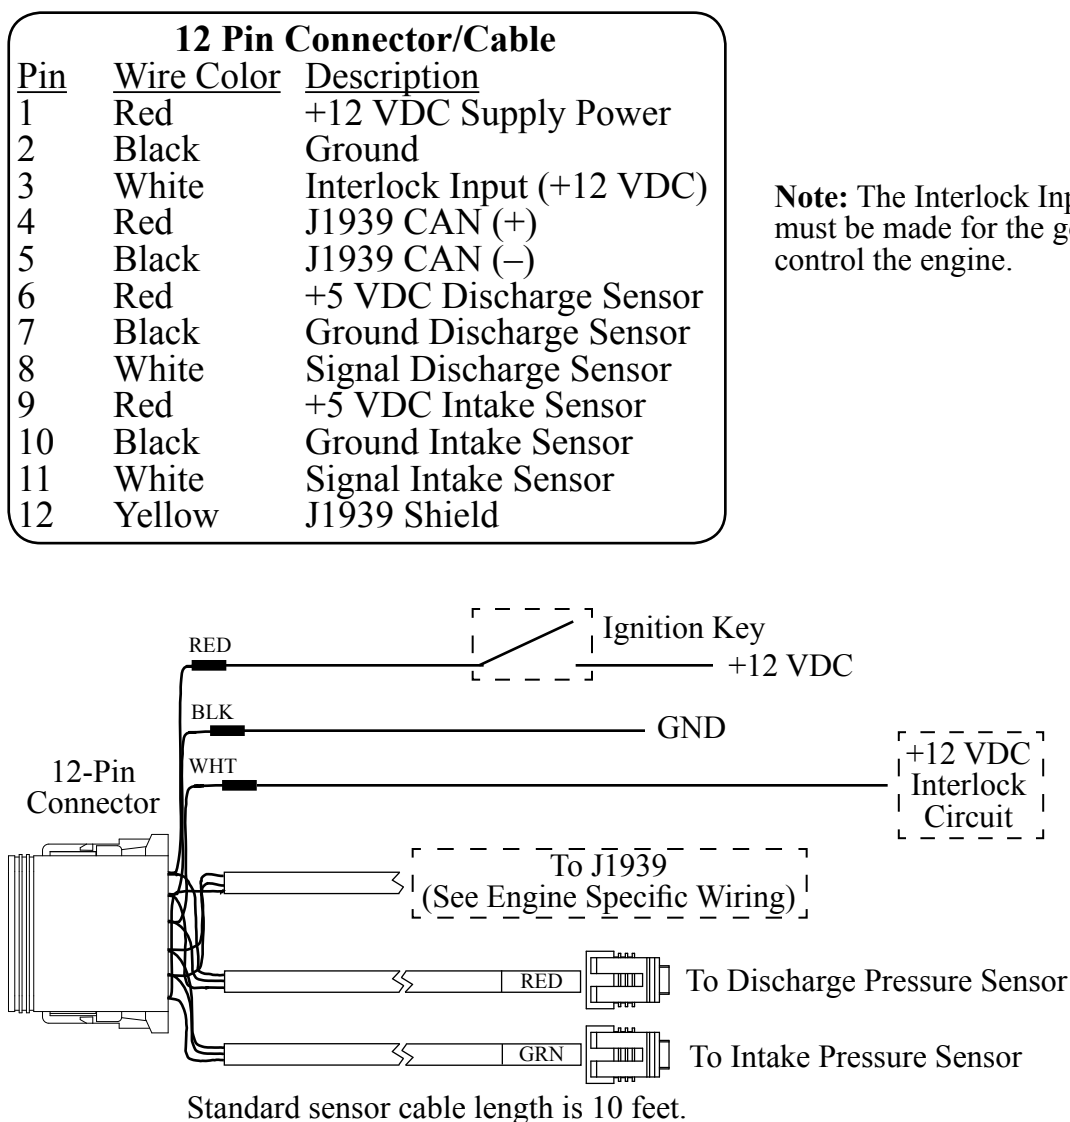 12 Pin Connector/Cable
Pin Wire Color Description
1 Red +12 VDC Supply Power
2 Black Ground
3 White Interlock Input (+12 VDC)
4 Red J1939 CAN (+)
5 Black J1939 CAN (–)
6 Red +5 VDC Discharge Sensor
7 Black Ground Discharge Sensor
8 White Signal Discharge Sensor
9 Red +5 VDC Intake Sensor
10 Black Ground Intake Sensor
11 White Signal Intake Sensor
12 Yellow J1939 Shield
Note: The Interlock
must be made for the
control the engine.
Ignition Key
RED
+12 VDC
BLK
GND
WHT
+12 VDC
Interlock
Circuit
12-Pin
Connector
To J1939
(See Engine Specific Wiring)
RED
To Discharge Pressure Sensor
GRN
To Intake Pressure Sensor
Standard sensor cable length is 10 feet.